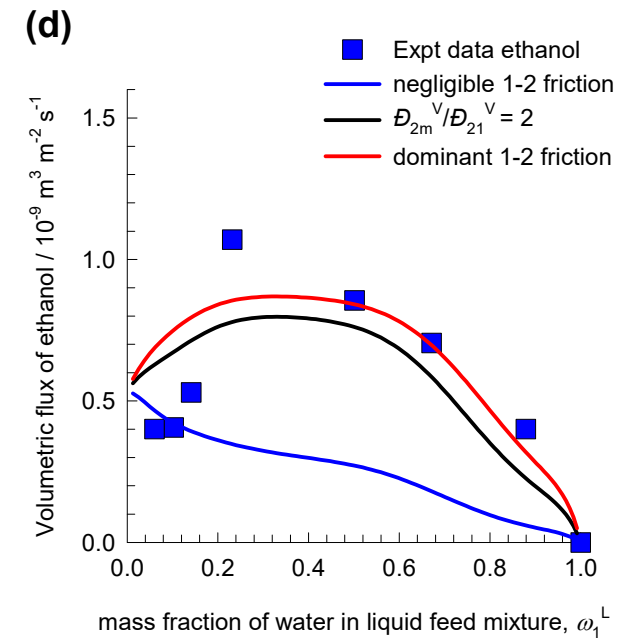 (d)
Expt data ethanol
negligible 1-2 friction
Đ₂ₘⱽ/Đ₂₁ⱽ = 2
dominant 1-2 friction
Volumetric flux of ethanol / 10⁻⁹ m³ m⁻² s⁻¹
1.5
1.0
0.5
0.0
0.0 0.2 0.4 0.6 0.8 1.0
mass fraction of water in liquid feed mixture, ω₁ᴸ